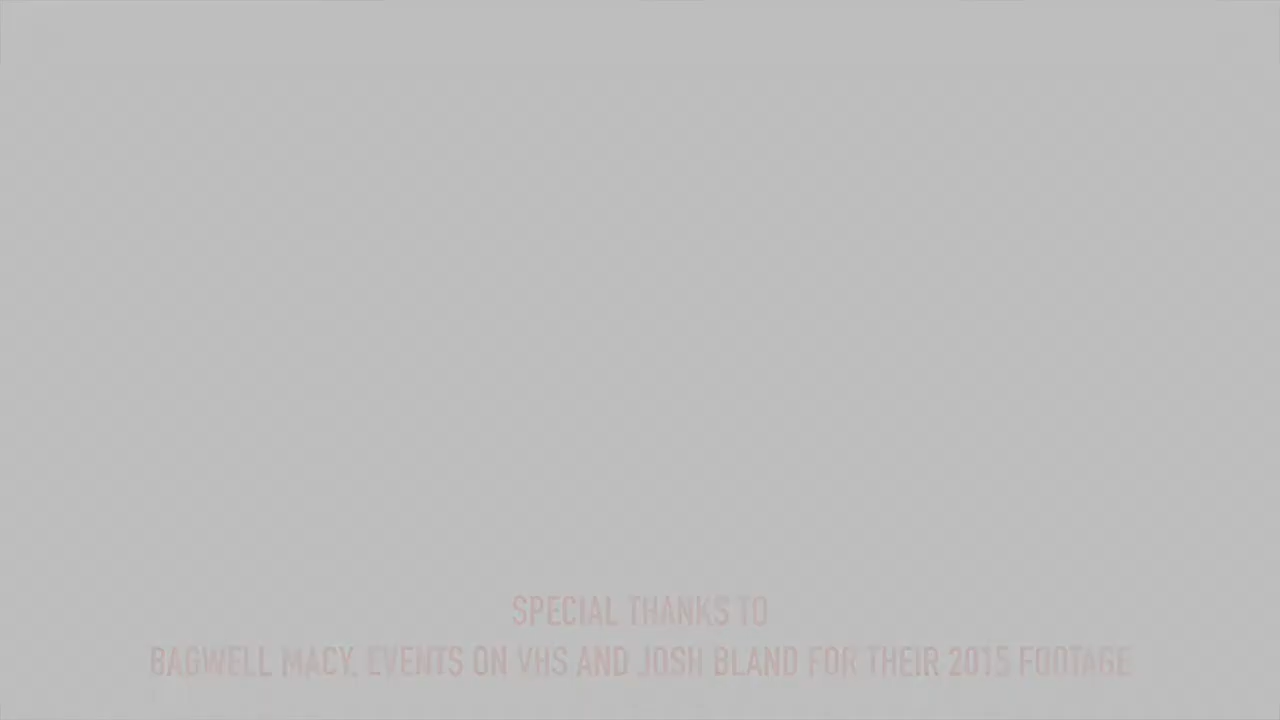 SPECIAL THANKS TO
BAGWELL MACY, EVENTS ON VHS AND JOSH BLAND FOR THEIR 2015 FOOTAGE